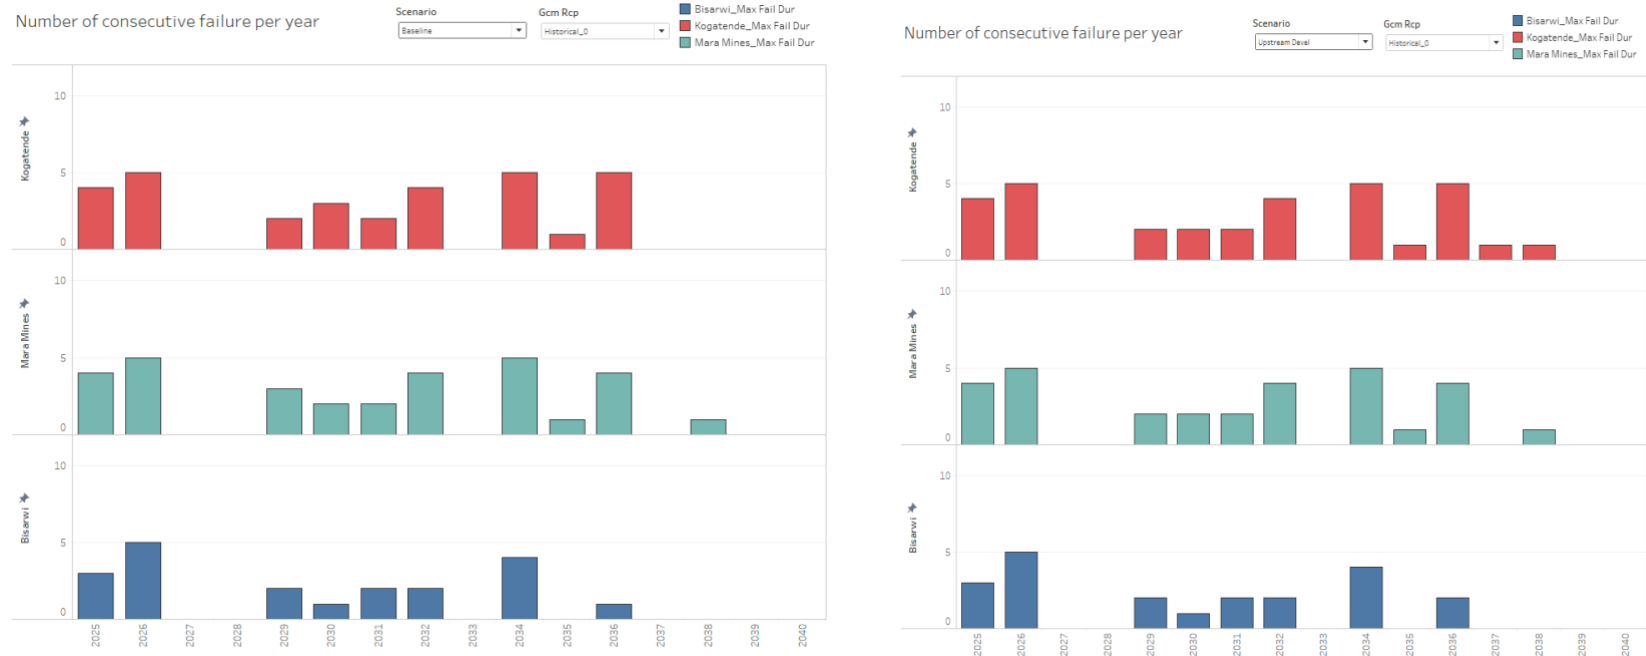 Number of consecutive failure per year
Scenario
Baseline
Gcm Rcp
Historical_0
Bisarwi_Max Fail Dur
Kogatende_Max Fail Dur
Mara Mines_Max Fail Dur
Kogatende
10
5
0
Mara Mines
10
5
0
Bisarwi
10
5
0
2025 2026 2027 2028 2029 2030 2031 2032 2033 2034 2035 2036 2037 2038 2039 2040
Number of consecutive failure per year
Scenario
Upstream Devel
Gcm Rcp
Historical_0
Bisarwi_Max Fail Dur
Kogatende_Max Fail Dur
Mara Mines_Max Fail Dur
Kogatende
10
5
0
Mara Mines
10
5
0
Bisarwi
10
5
0
2025 2026 2027 2028 2029 2030 2031 2032 2033 2034 2035 2036 2037 2038 2039 2040